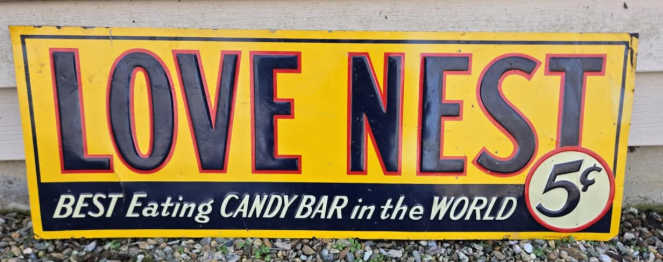 LOVE NEST
BEST Eating CANDY BAR in the WORLD
5¢